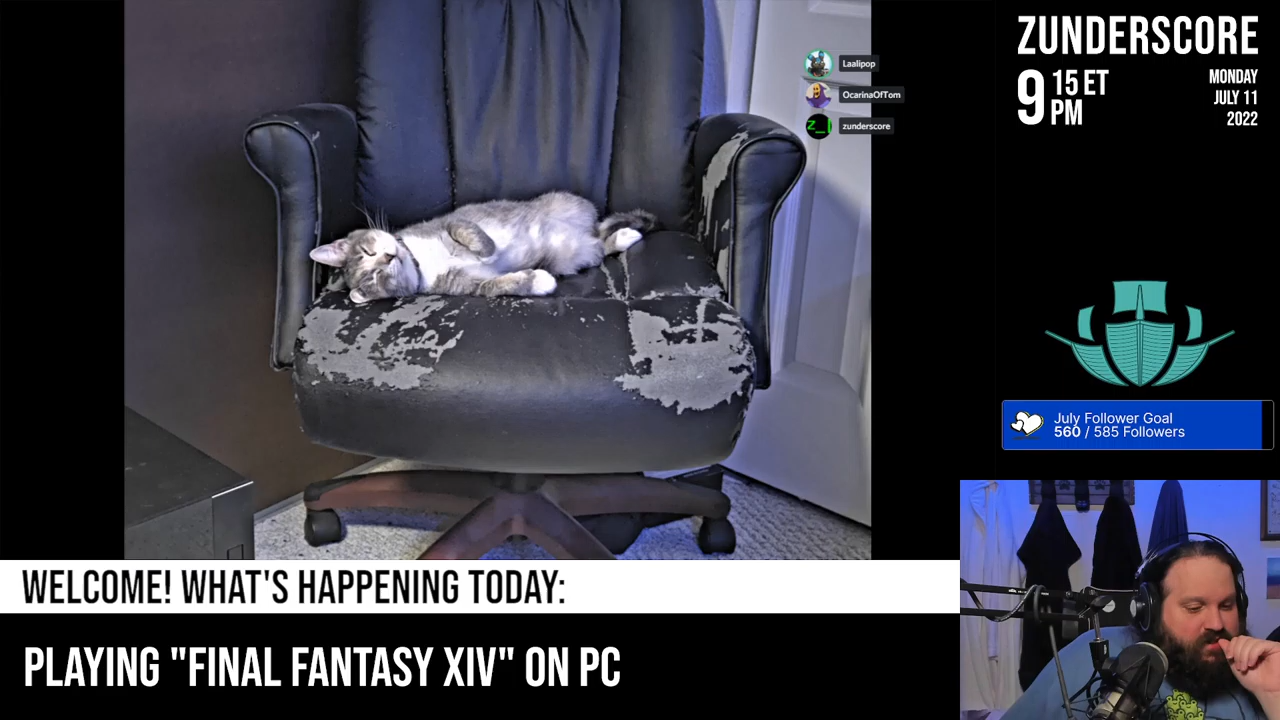 Laalipop
OcarinaOfTom
Z_
zunderscore
ZUNDERSCORE
9 15 ET
PM
MONDAY
JULY 11
2022
July Follower Goal
560 / 585 Followers
WELCOME! WHAT'S HAPPENING TODAY:
PLAYING "FINAL FANTASY XIV" ON PC